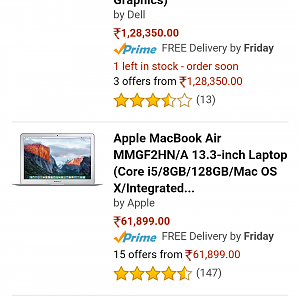 Graphics)
by Dell
₹1,28,350.00
Prime FREE Delivery by Friday
1 left in stock - order soon
3 offers from ₹1,28,350.00
(13)
Apple MacBook Air
MMGF2HN/A 13.3-inch Laptop
(Core i5/8GB/128GB/Mac OS
X/Integrated...
by Apple
₹61,899.00
Prime FREE Delivery by Friday
15 offers from ₹61,899.00
(147)